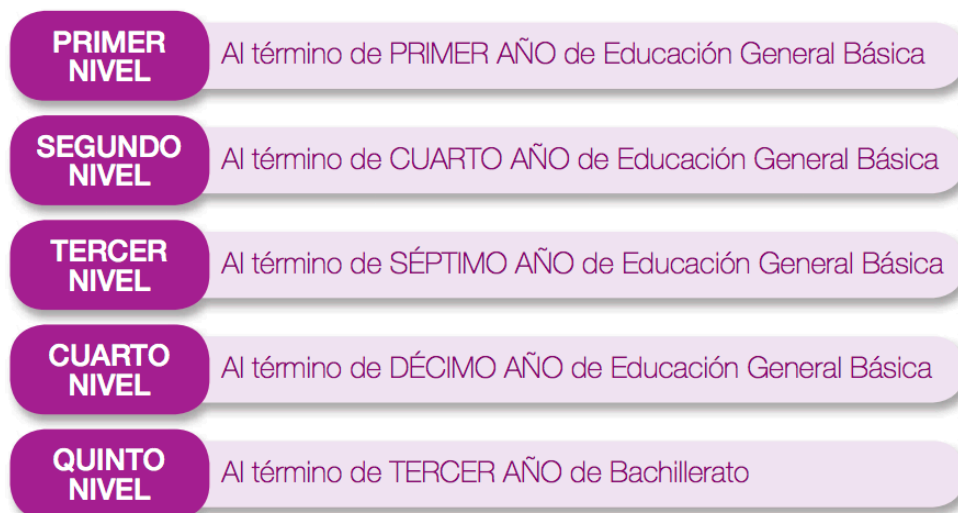 PRIMER
NIVEL
Al término de PRIMER AÑO de Educación General Básica
SEGUNDO
NIVEL
Al término de CUARTO AÑO de Educación General Básica
TERCER
NIVEL
Al término de SÉPTIMO AÑO de Educación General Básica
CUARTO
NIVEL
Al término de DÉCIMO AÑO de Educación General Básica
QUINTO
NIVEL
Al término de TERCER AÑO de Bachillerato